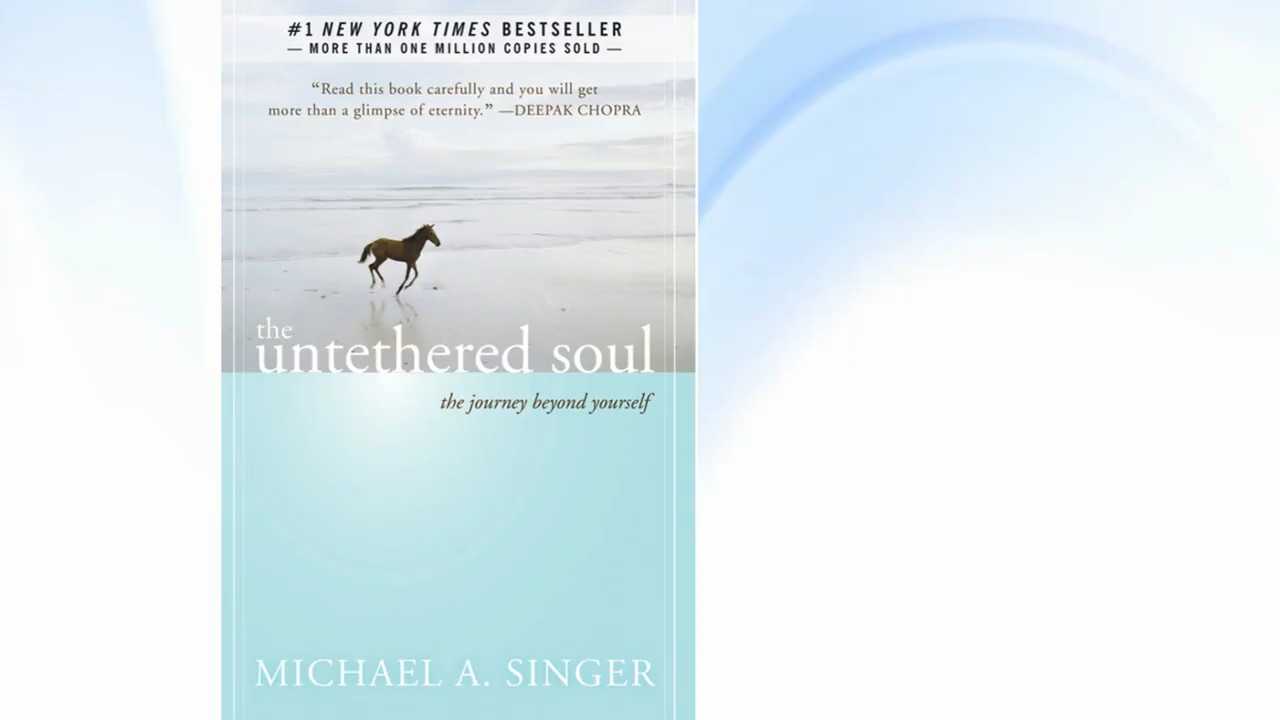 #1 NEW YORK TIMES BESTSELLER
— MORE THAN ONE MILLION COPIES SOLD —
“Read this book carefully and you will get
more than a glimpse of eternity.” —DEEPAK CHOPRA
the
untethered soul
the journey beyond yourself
MICHAEL A. SINGER